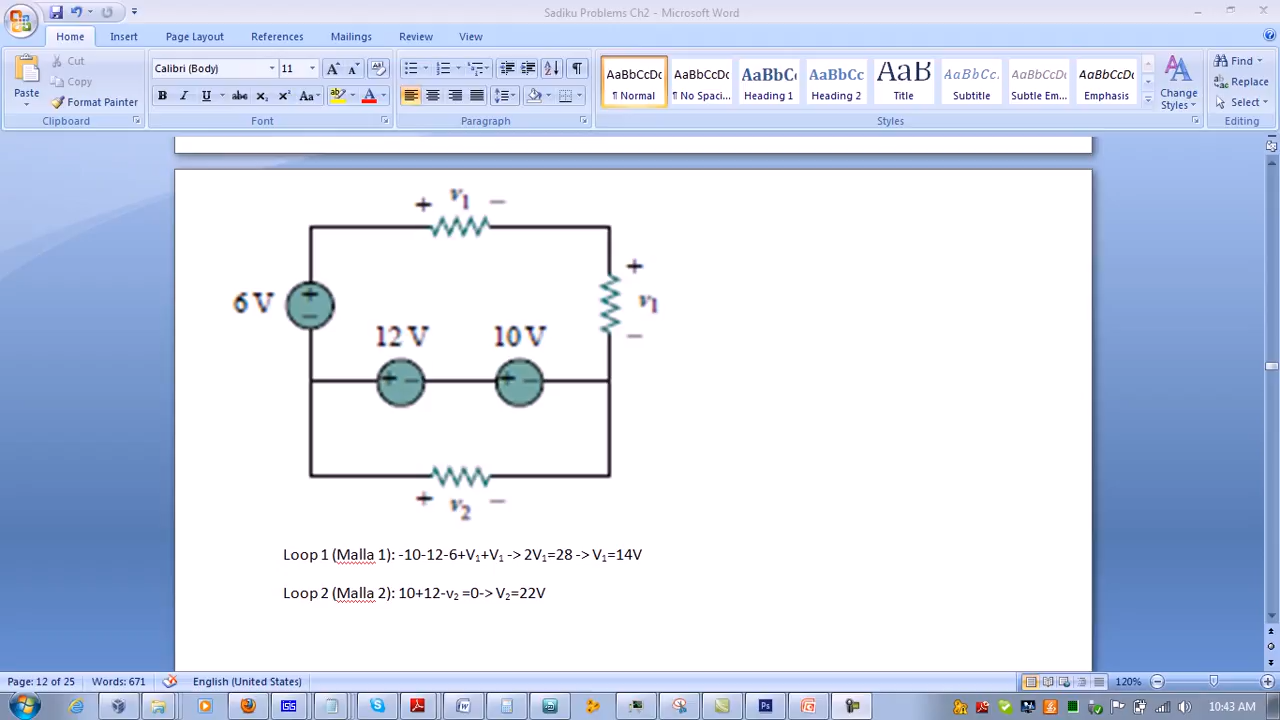 Sadiku Problems Ch2 - Microsoft Word
Home Insert Page Layout References Mailings Review View
Paste
Cut
Copy
Format Painter
Clipboard
Calibri (Body) 11
B I U abc x₂ x² Aa
Font
Paragraph
AaBbCcDc AaBbCcDc AaBbCc AaBbCc AaB AaBbCc. AaBbCcDc AaBbCcDc
¶ Normal ¶ No Spaci... Heading 1 Heading 2 Title Subtitle Subtle Em... Emphasis
Styles
Change Styles
Find
Replace
Select
Editing
+ v₁ −
6 V + −
+ v₁ −
12 V 10 V
+ − + −
+ v₂ −
Loop 1 (Malla 1): -10-12-6+V₁+V₁ -> 2V₁=28 -> V₁=14V
Loop 2 (Malla 2): 10+12-v₂ =0-> V₂=22V
Page: 12 of 25 Words: 671 English (United States) 120%
10:43 AM